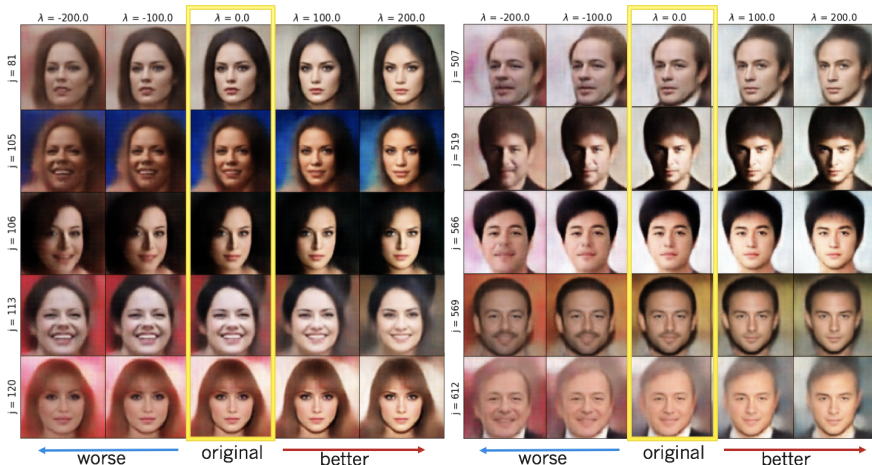 λ = -200.0 λ = -100.0 λ = 0.0 λ = 100.0 λ = 200.0
j = 81
j = 105
j = 106
j = 113
j = 120
worse original better
λ = -200.0 λ = -100.0 λ = 0.0 λ = 100.0 λ = 200.0
j = 507
j = 519
j = 566
j = 569
j = 612
worse original better